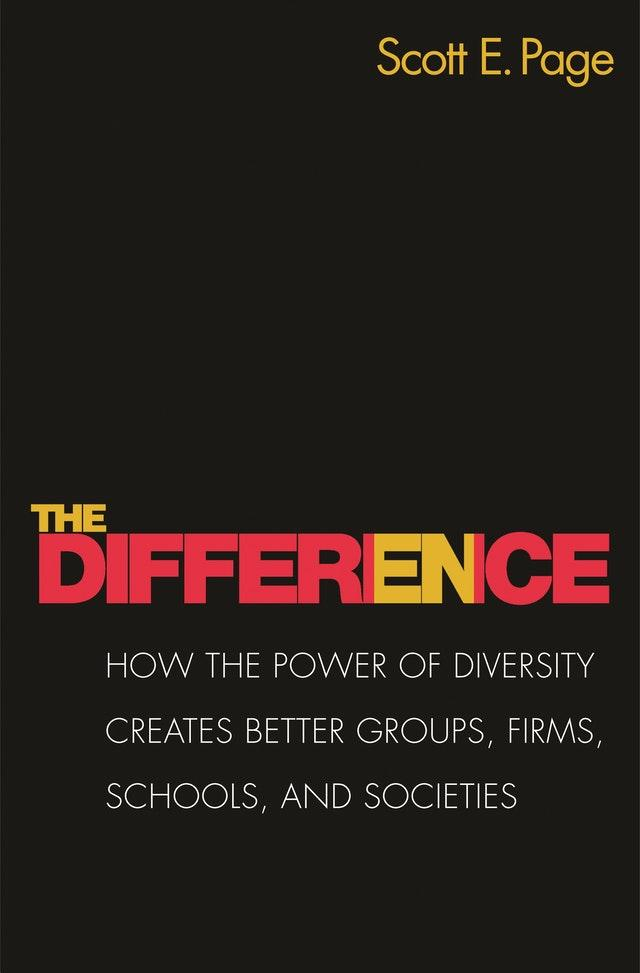 Scott E. Page
THE
DIFFERENCE
HOW THE POWER OF DIVERSITY
CREATES BETTER GROUPS, FIRMS,
SCHOOLS, AND SOCIETIES